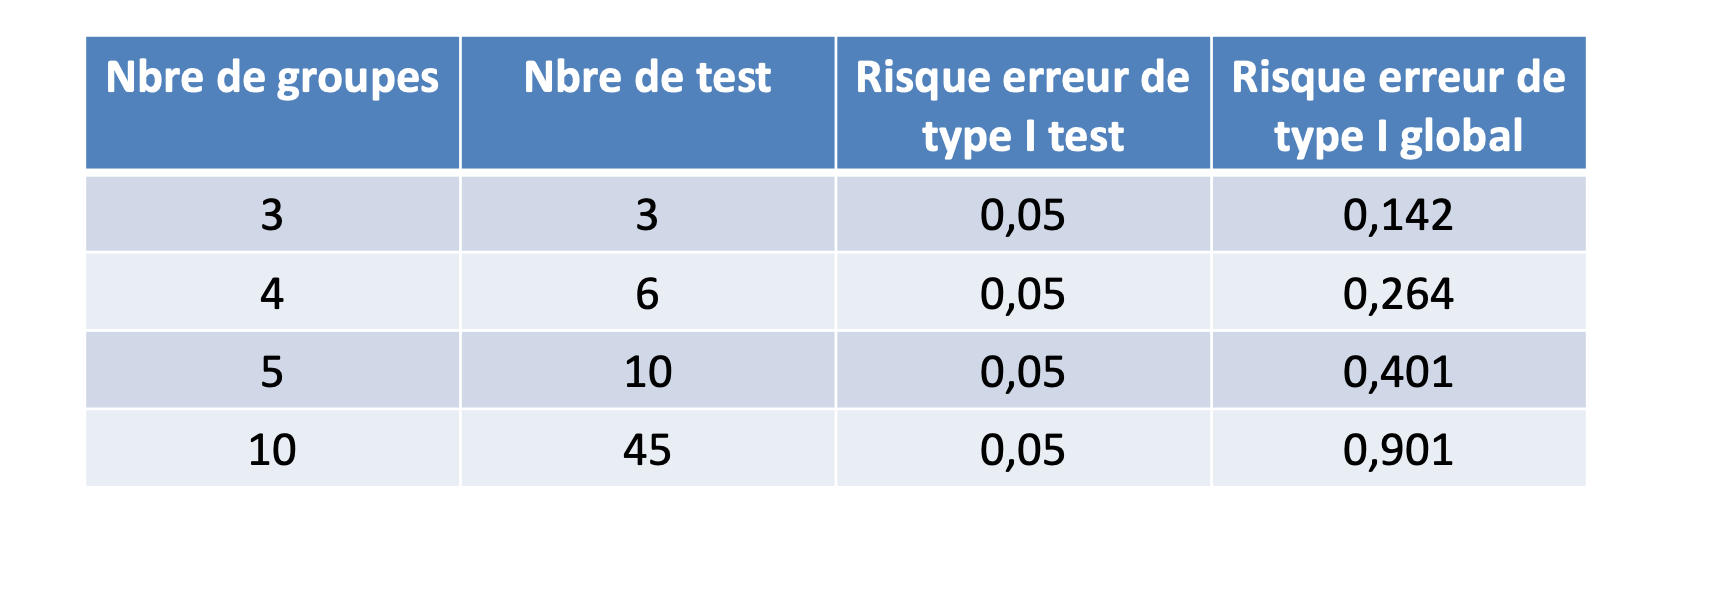 Nbre de groupes Nbre de test Risque erreur de type I test Risque erreur de type I global
3 3 0,05 0,142
4 6 0,05 0,264
5 10 0,05 0,401
10 45 0,05 0,901